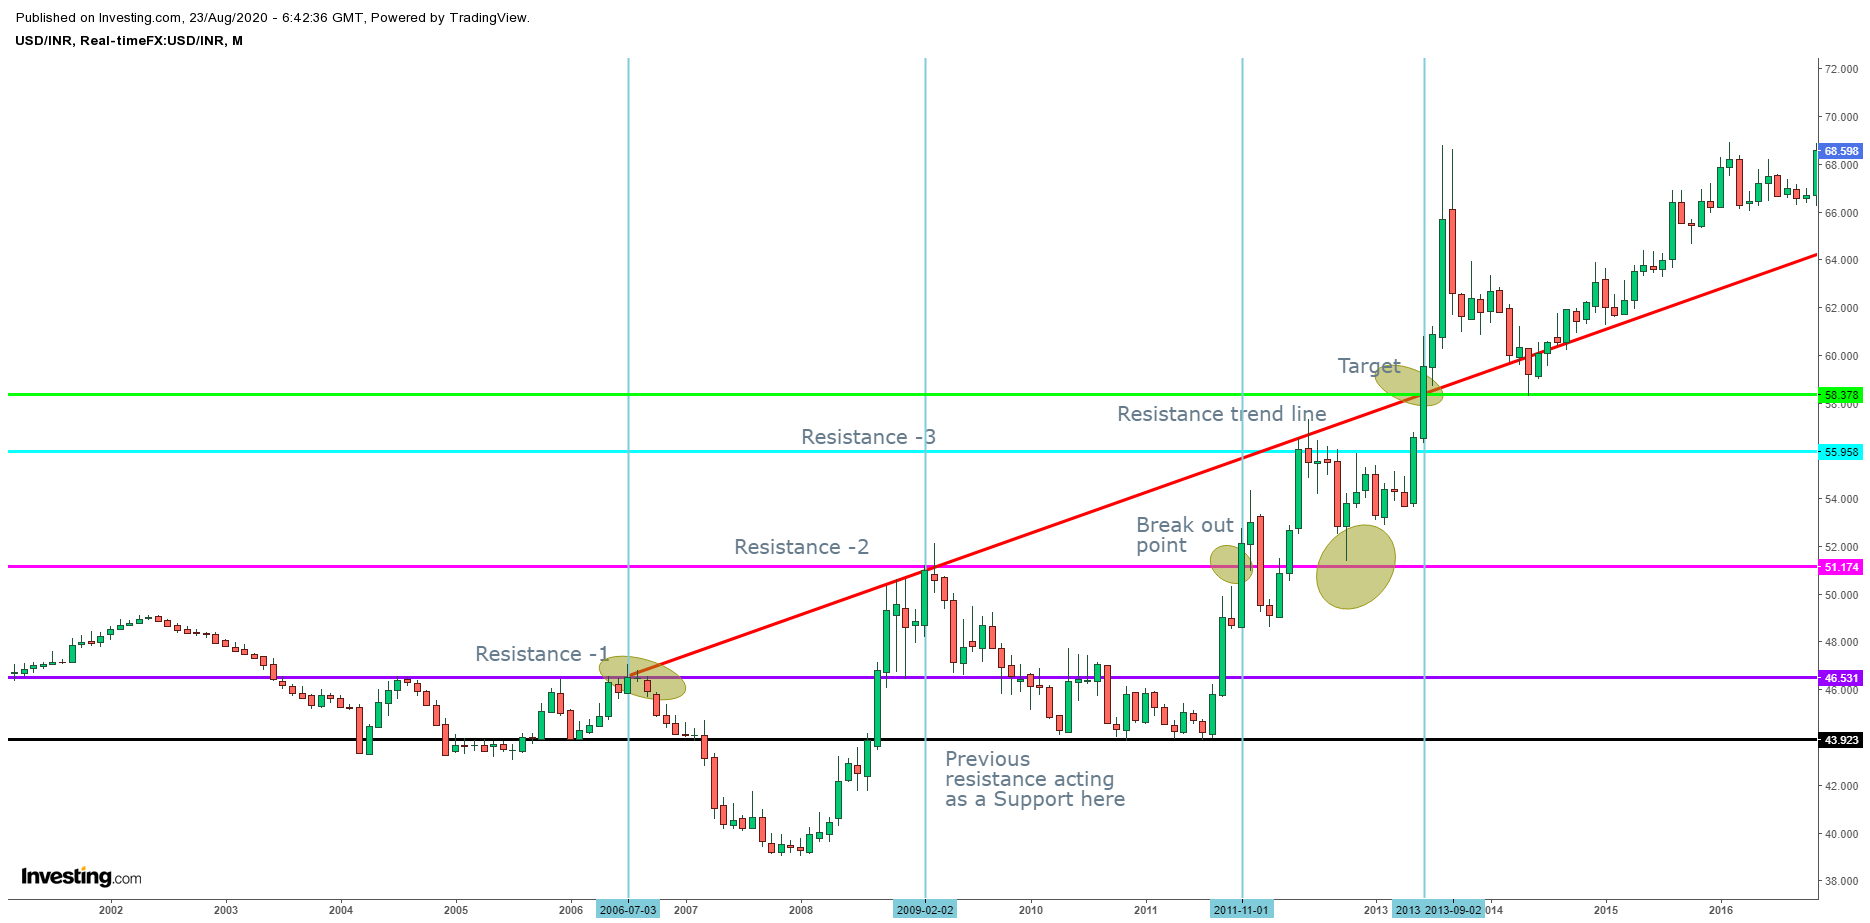 Published on Investing.com, 23/Aug/2020 - 6:42:36 GMT, Powered by TradingView.
USD/INR, Real-timeFX:USD/INR, M
72.000
70.000
68.598
68.000
66.000
64.000
62.000
60.000
Target
58.378
58.000
Resistance trend line
Resistance -3
55.958
54.000
Break out
point
Resistance -2
52.000
51.174
50.000
48.000
Resistance -1
46.531
46.000
43.923
Previous
resistance acting
as a Support here
42.000
40.000
38.000
Investing.com
2002 2003 2004 2005 2006 2006-07-03 2007 2008 2009-02-02 2010 2011 2011-11-01 2013 2013 2013-09-02 014 2015 2016